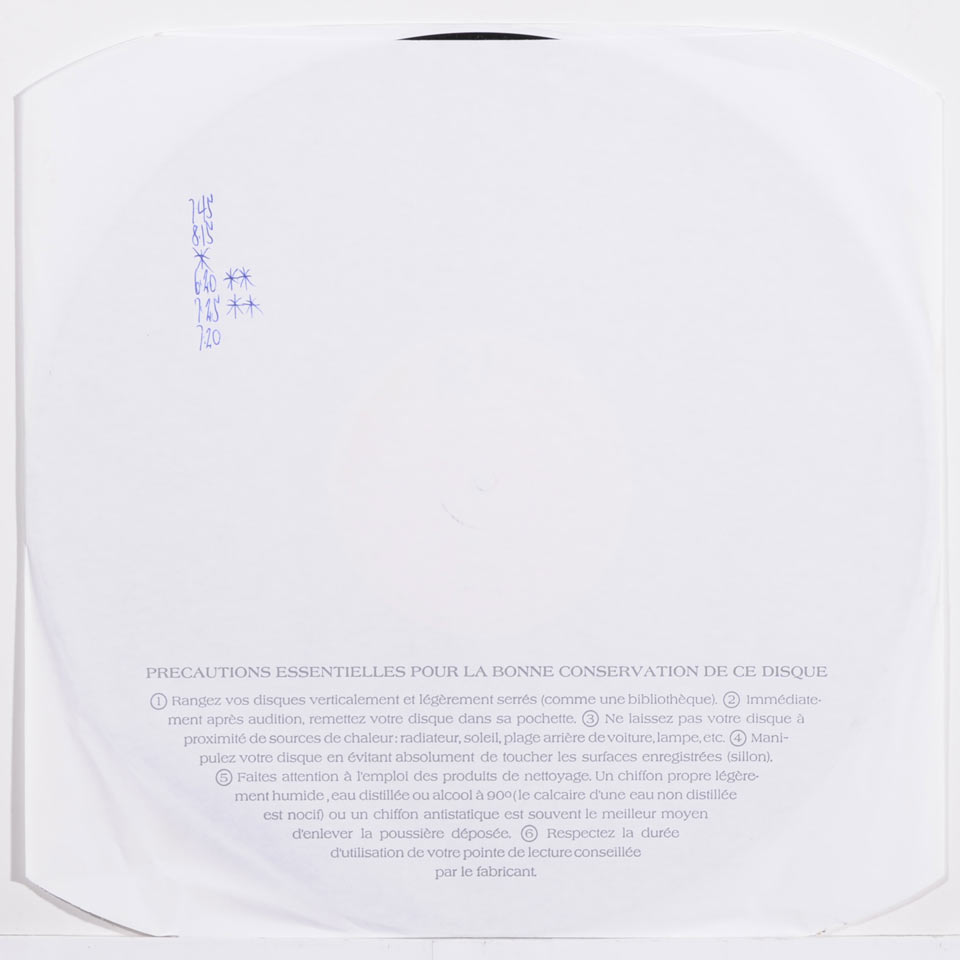 7 45
8.15
*
6.20 **
7.25 **
7.20
PRECAUTIONS ESSENTIELLES POUR LA BONNE CONSERVATION DE CE DISQUE
① Rangez vos disques verticalement et légèrement serrés (comme une bibliothèque). ② Immédiate-
ment après audition, remettez votre disque dans sa pochette. ③ Ne laissez pas votre disque à
proximité de sources de chaleur: radiateur, soleil, plage arrière de voiture, lampe, etc. ④ Mani-
pulez votre disque en évitant absolument de toucher les surfaces enregistrées (sillon).
⑤ Faites attention à l'emploi des produits de nettoyage. Un chiffon propre légère-
ment humide, eau distillée ou alcool à 90º (le calcaire d'une eau non distillée
est nocif) ou un chiffon antistatique est souvent le meilleur moyen
d'enlever la poussière déposée. ⑥ Respectez la durée
d'utilisation de votre pointe de lecture conseillée
par le fabricant.